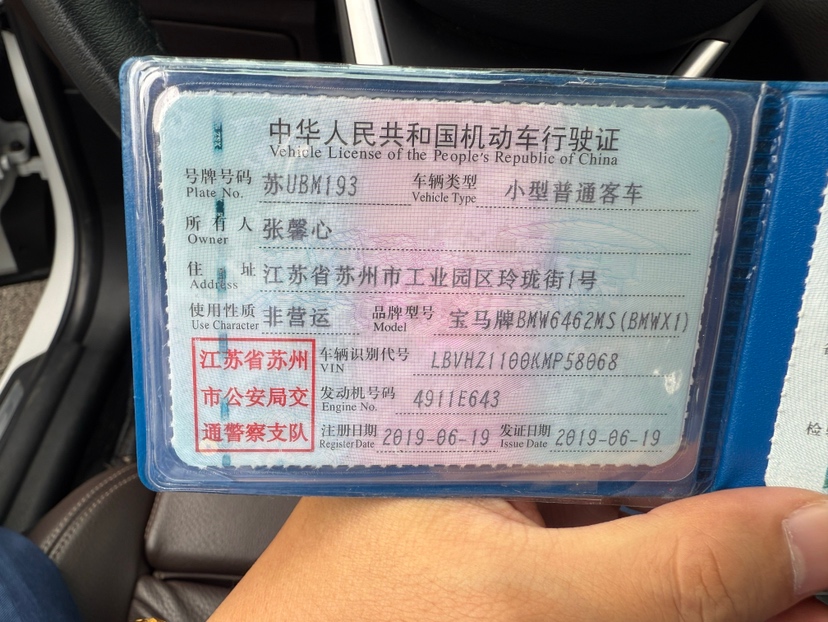 中华人民共和国机动车行驶证
Vehicle License of the People's Republic of China
号牌号码 苏UBM193 车辆类型 小型普通客车
Plate No. Vehicle Type
所有人 张馨心
Owner
住址 江苏省苏州市工业园区玲珑街1号
Address
使用性质 非营运 品牌型号 宝马牌BMW6462MS(BMWX1)
Use Character Model
江苏省苏州 车辆识别代号 LBVHZ1100KMP58068
VIN
市公安局交 发动机号码 4911E643
Engine No.
通警察支队 注册日期 2019-06-19 发证日期 2019-06-19
Register Date Issue Date
检